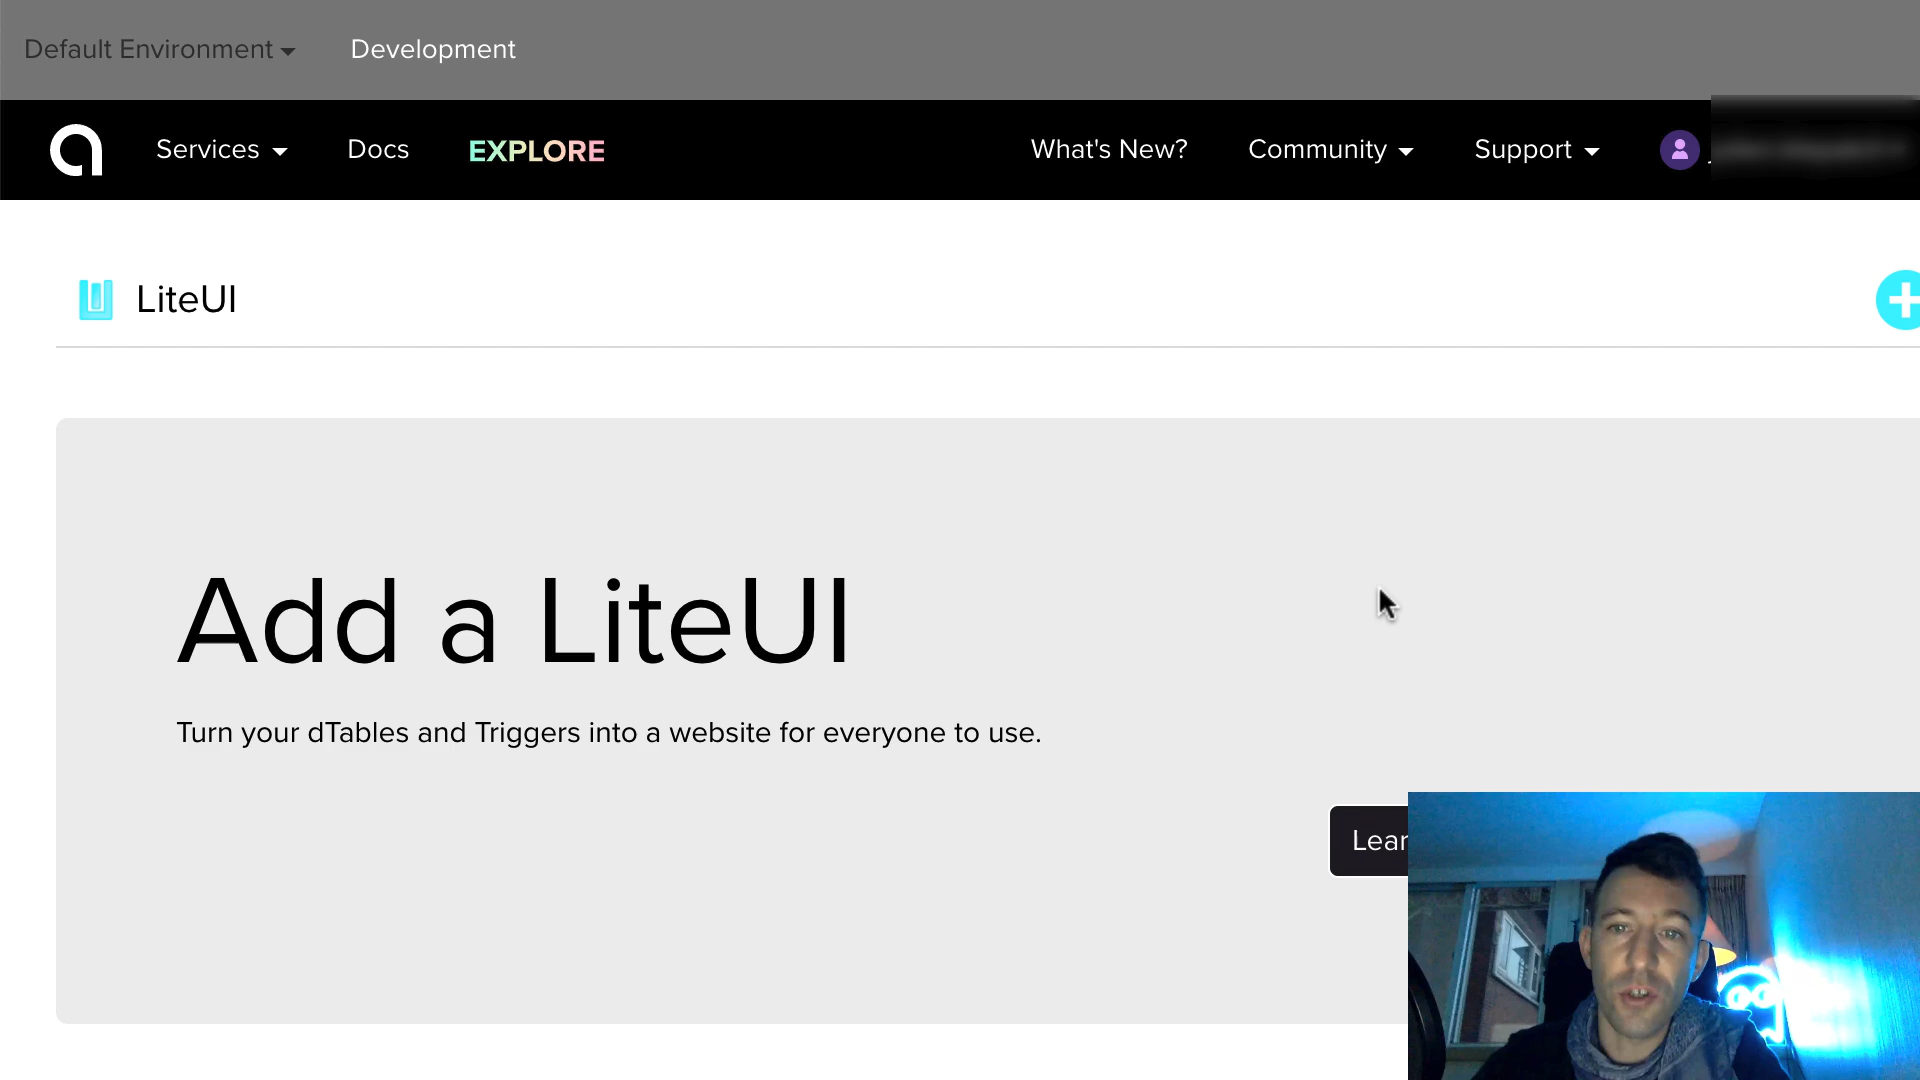 Default Environment
Development
Services
Docs
EXPLORE
What's New?
Community
Support
LiteUI
Add a LiteUI
Turn your dTables and Triggers into a website for everyone to use.
Lear